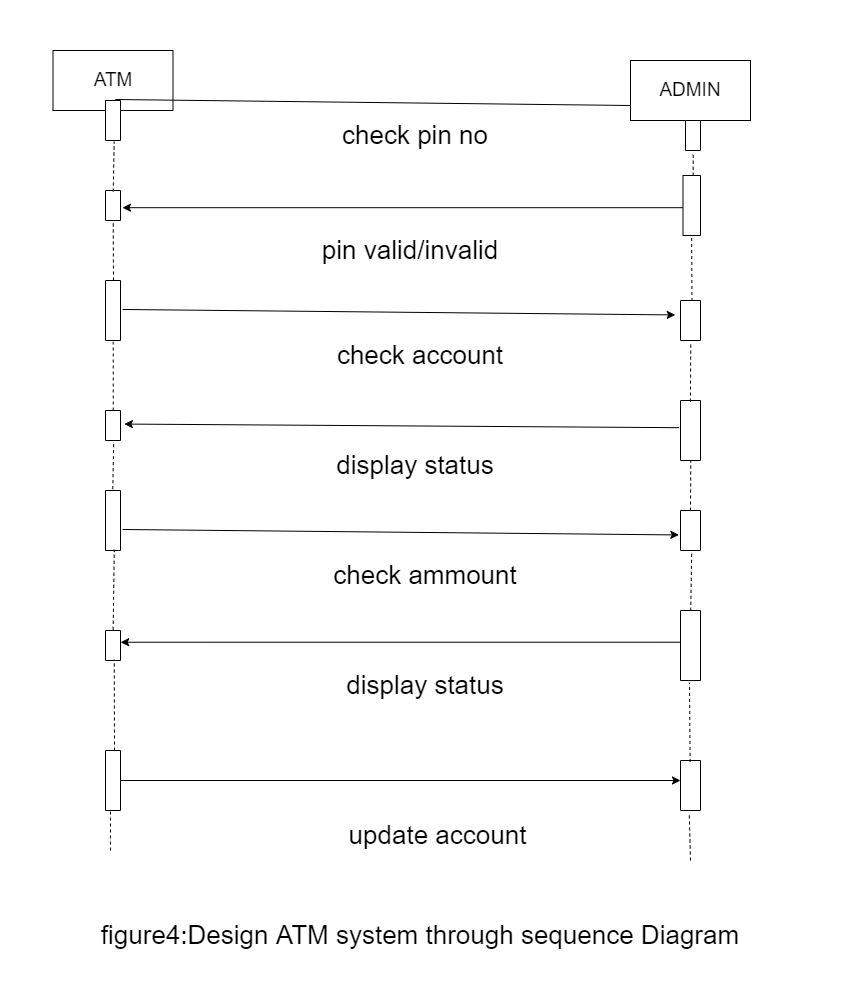 ATM
ADMIN
check pin no
pin valid/invalid
check account
display status
check ammount
display status
update account
figure4:Design ATM system through sequence Diagram